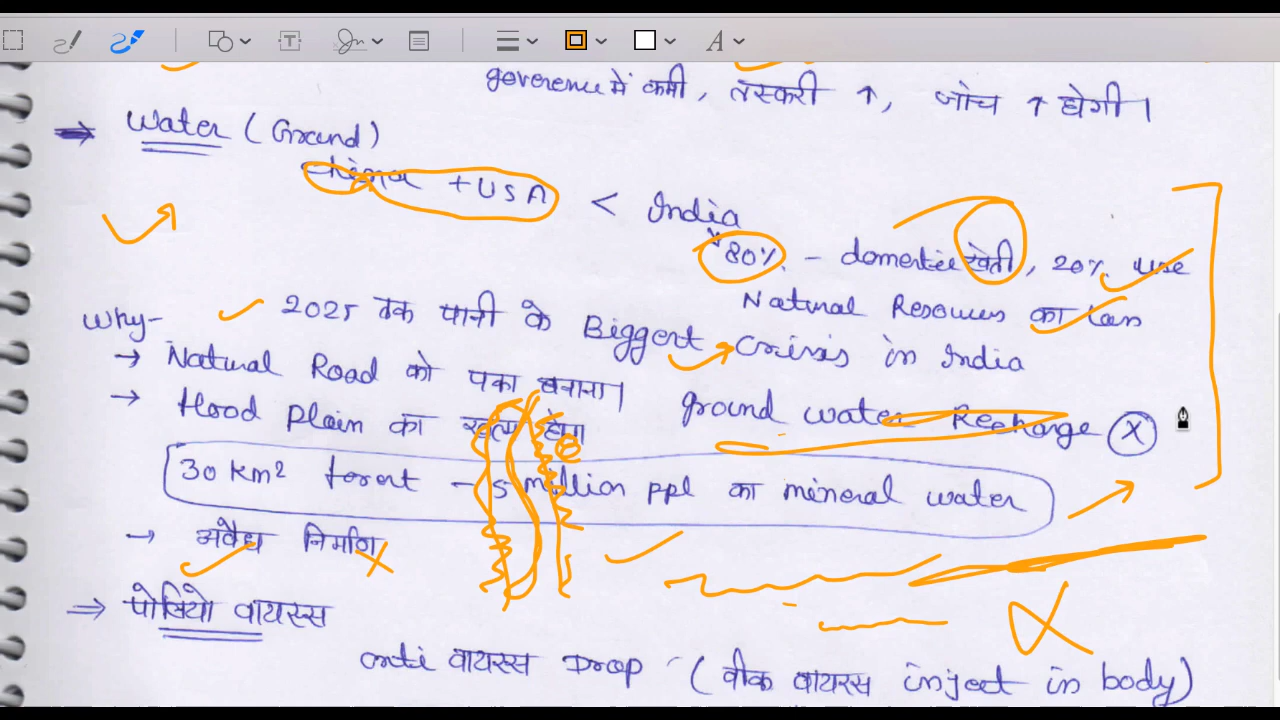 goverence में कमी, तस्करी ↑, जाँच ↑ होगी।
⇒ Water (Ground)
China + USA < India
80% - domestic खेती, 20% use
Natural Resources का
Why- 2025 तक पानी के Biggest → Crisis in India
→ Natural Road को पका बनाना।
→ flood plain का खत्म होना ground water Recharge (X)
30 Km² forest - 5 million ppl का mineral water
→ अवैध निर्माण
⇒ पोलियो वायरस
anti वायरस Drop (वीक वायरस inject in body)